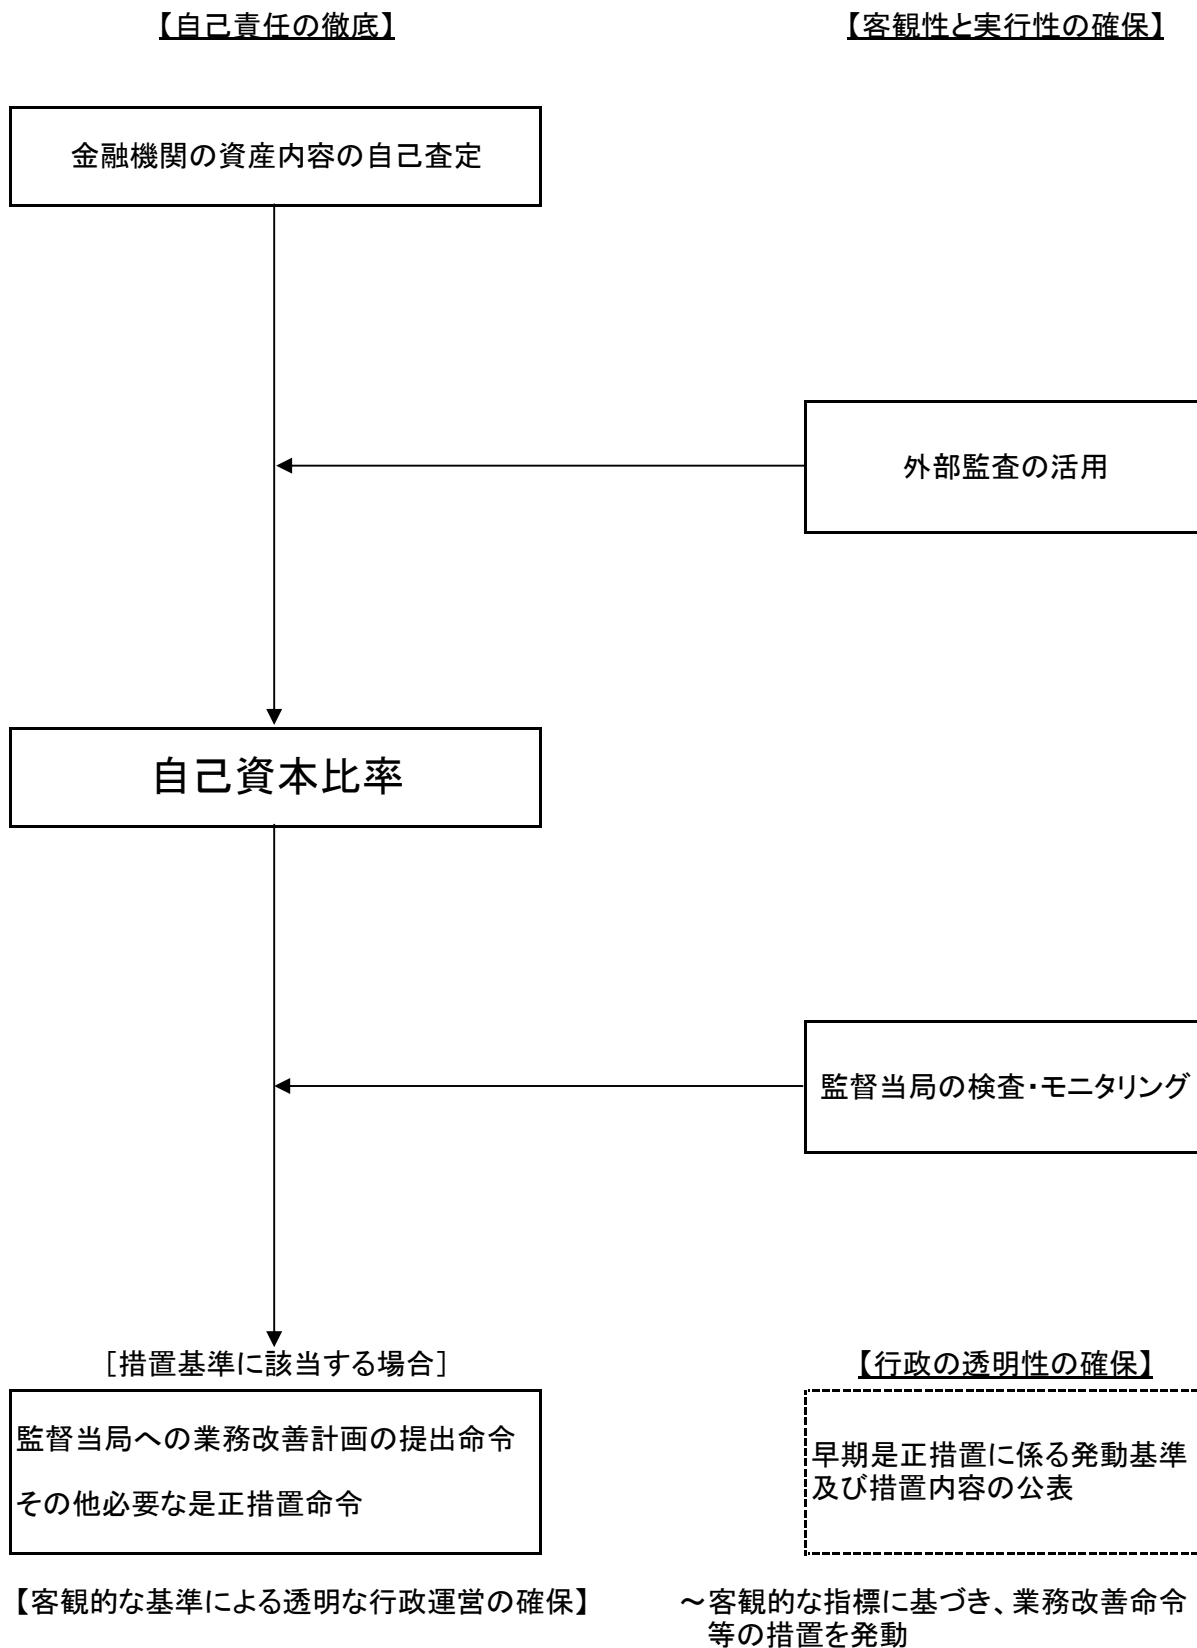 【自己責任の徹底】
【客観性と実行性の確保】
金融機関の資産内容の自己査定
外部監査の活用
自己資本比率
監督当局の検査・モニタリング
［措置基準に該当する場合］
監督当局への業務改善計画の提出命令
その他必要な是正措置命令
【行政の透明性の確保】
早期是正措置に係る発動基準
及び措置内容の公表
【客観的な基準による透明な行政運営の確保】
～客観的な指標に基づき、業務改善命令
等の措置を発動